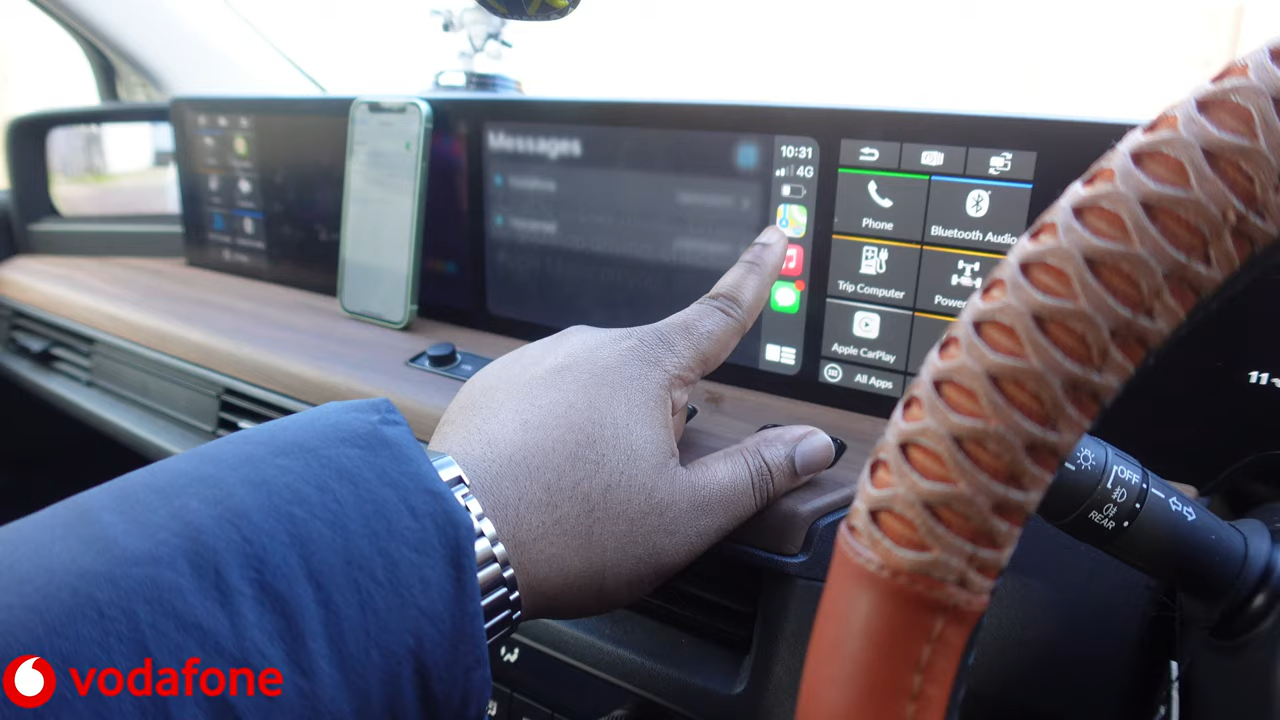 Messages
10:31
4G
Phone
Bluetooth Audio
Trip Computer
Power
Apple CarPlay
All Apps
OFF
REAR
vodafone